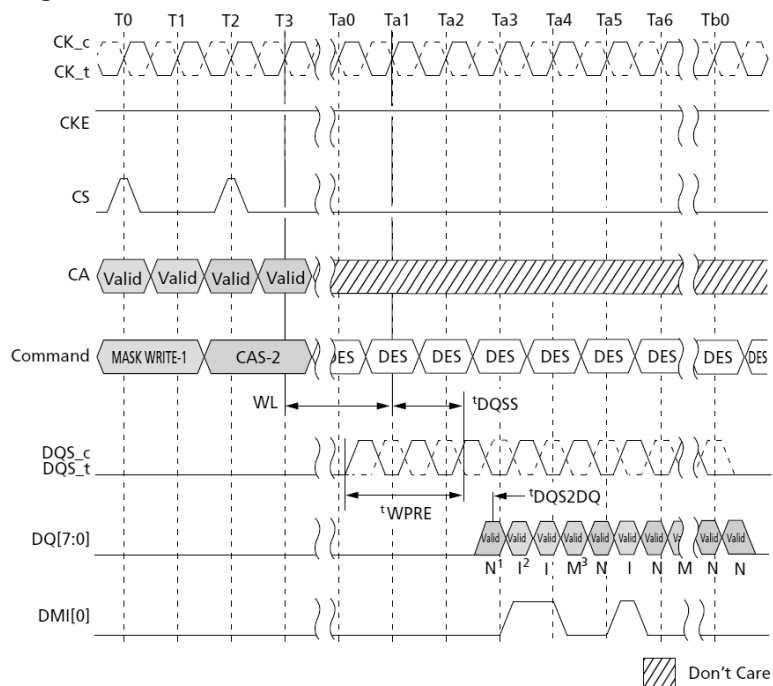 T0 T1 T2 T3 Ta0 Ta1 Ta2 Ta3 Ta4 Ta5 Ta6 Tb0
CK_c
CK_t
CKE
CS
CA Valid Valid Valid Valid
Command MASK WRITE-1 CAS-2 DES DES DES DES DES DES DES DES DES
WL tDQSS
DQS_c
DQS_t
tWPRE tDQS2DQ
DQ[7:0] Valid Valid Valid Valid Valid Valid Valid Valid Valid
N¹ I² I M³ N I N M N N
DMI[0]
Don't Care